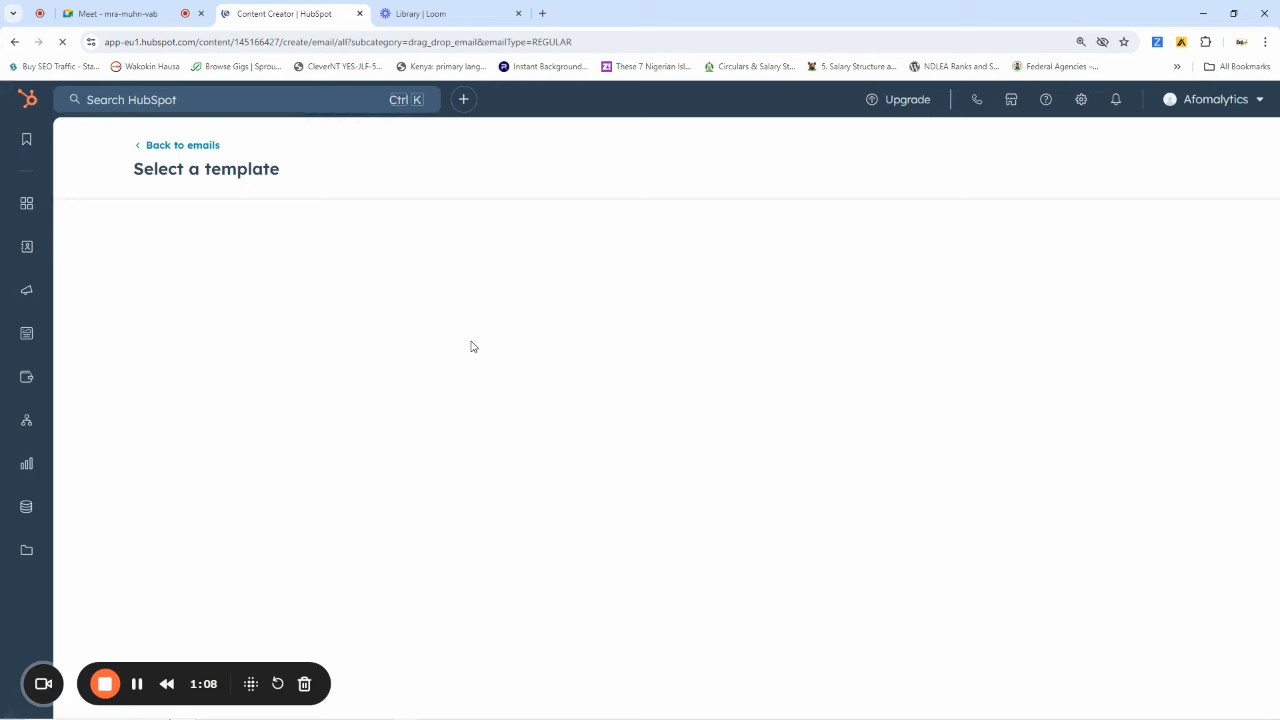 Meet - mra-muhn-vab
Content Creator | HubSpot
Library | Loom
app-eu1.hubspot.com/content/145166427/create/email/all?subcategory=drag_drop_email&emailType=REGULAR
Buy SEO Traffic - Sta...
Wakokin Hausa
Browse Gigs | Sprou...
CleverNT YES-JLF-5...
Kenya: primary lang...
Instant Background...
These 7 Nigerian Isl...
Circulars & Salary St...
5. Salary Structure a...
NDLEA Ranks and S...
Federal Agencies –...
»
All Bookmarks
Search HubSpot
Ctrl K
Upgrade
Afomalytics
Back to emails
Select a template
1:08